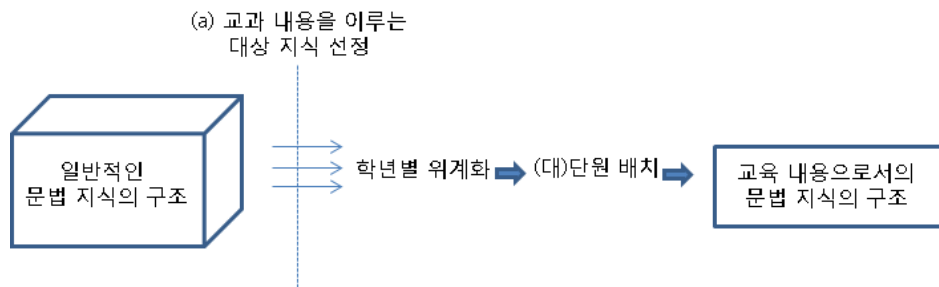 (a) 교과 내용을 이루는
대상 지식 선정
일반적인
문법 지식의 구조
학년별 위계화
(대)단원 배치
교육 내용으로서의
문법 지식의 구조